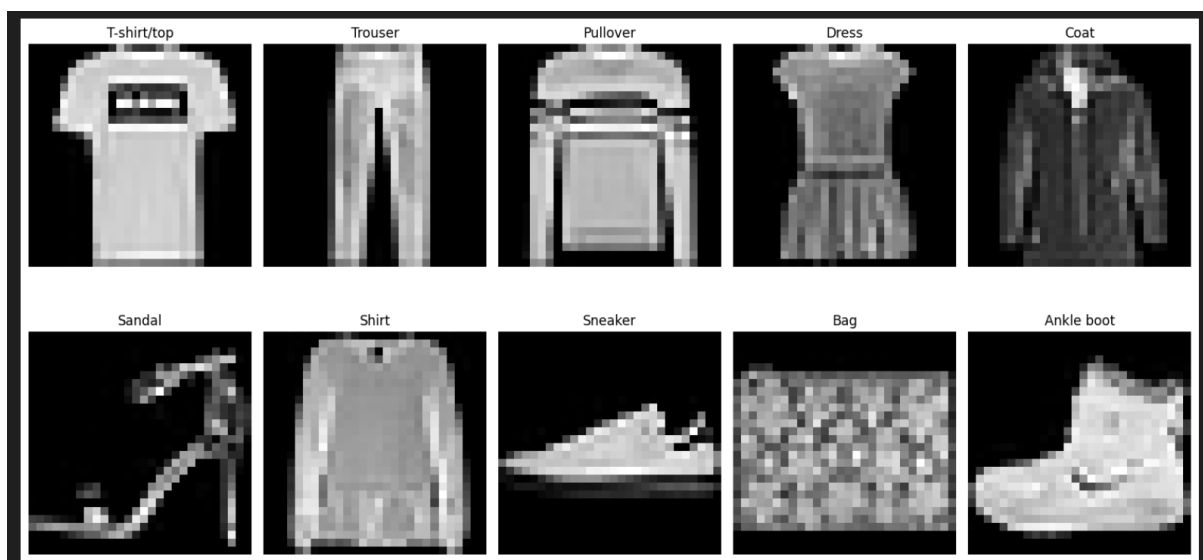 T-shirt/top
Trouser
Pullover
Dress
Coat
Sandal
Shirt
Sneaker
Bag
Ankle boot